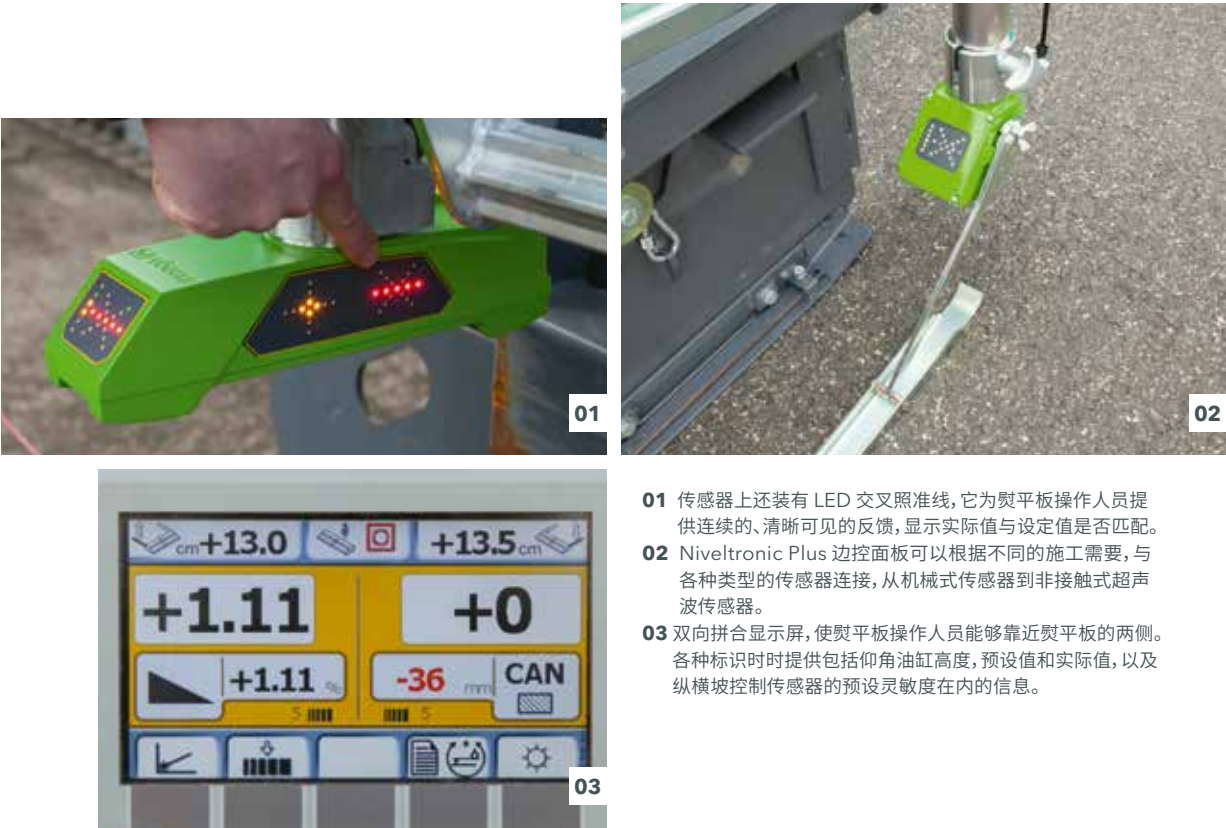 01
02
cm +13.0
+13.5 cm
+1.11
+0
+1.11 %
-36 mm
CAN
5
5
03
01 传感器上还装有 LED 交叉照准线,它为熨平板操作人员提
供连续的、清晰可见的反馈,显示实际值与设定值是否匹配。
02 Niveltronic Plus 边控面板可以根据不同的施工需要,与
各种类型的传感器连接,从机械式传感器到非接触式超声
波传感器。
03 双向拼合显示屏,使熨平板操作人员能够靠近熨平板的两侧。
各种标识时时提供包括仰角油缸高度,预设值和实际值,以及
纵横坡控制传感器的预设灵敏度在内的信息。